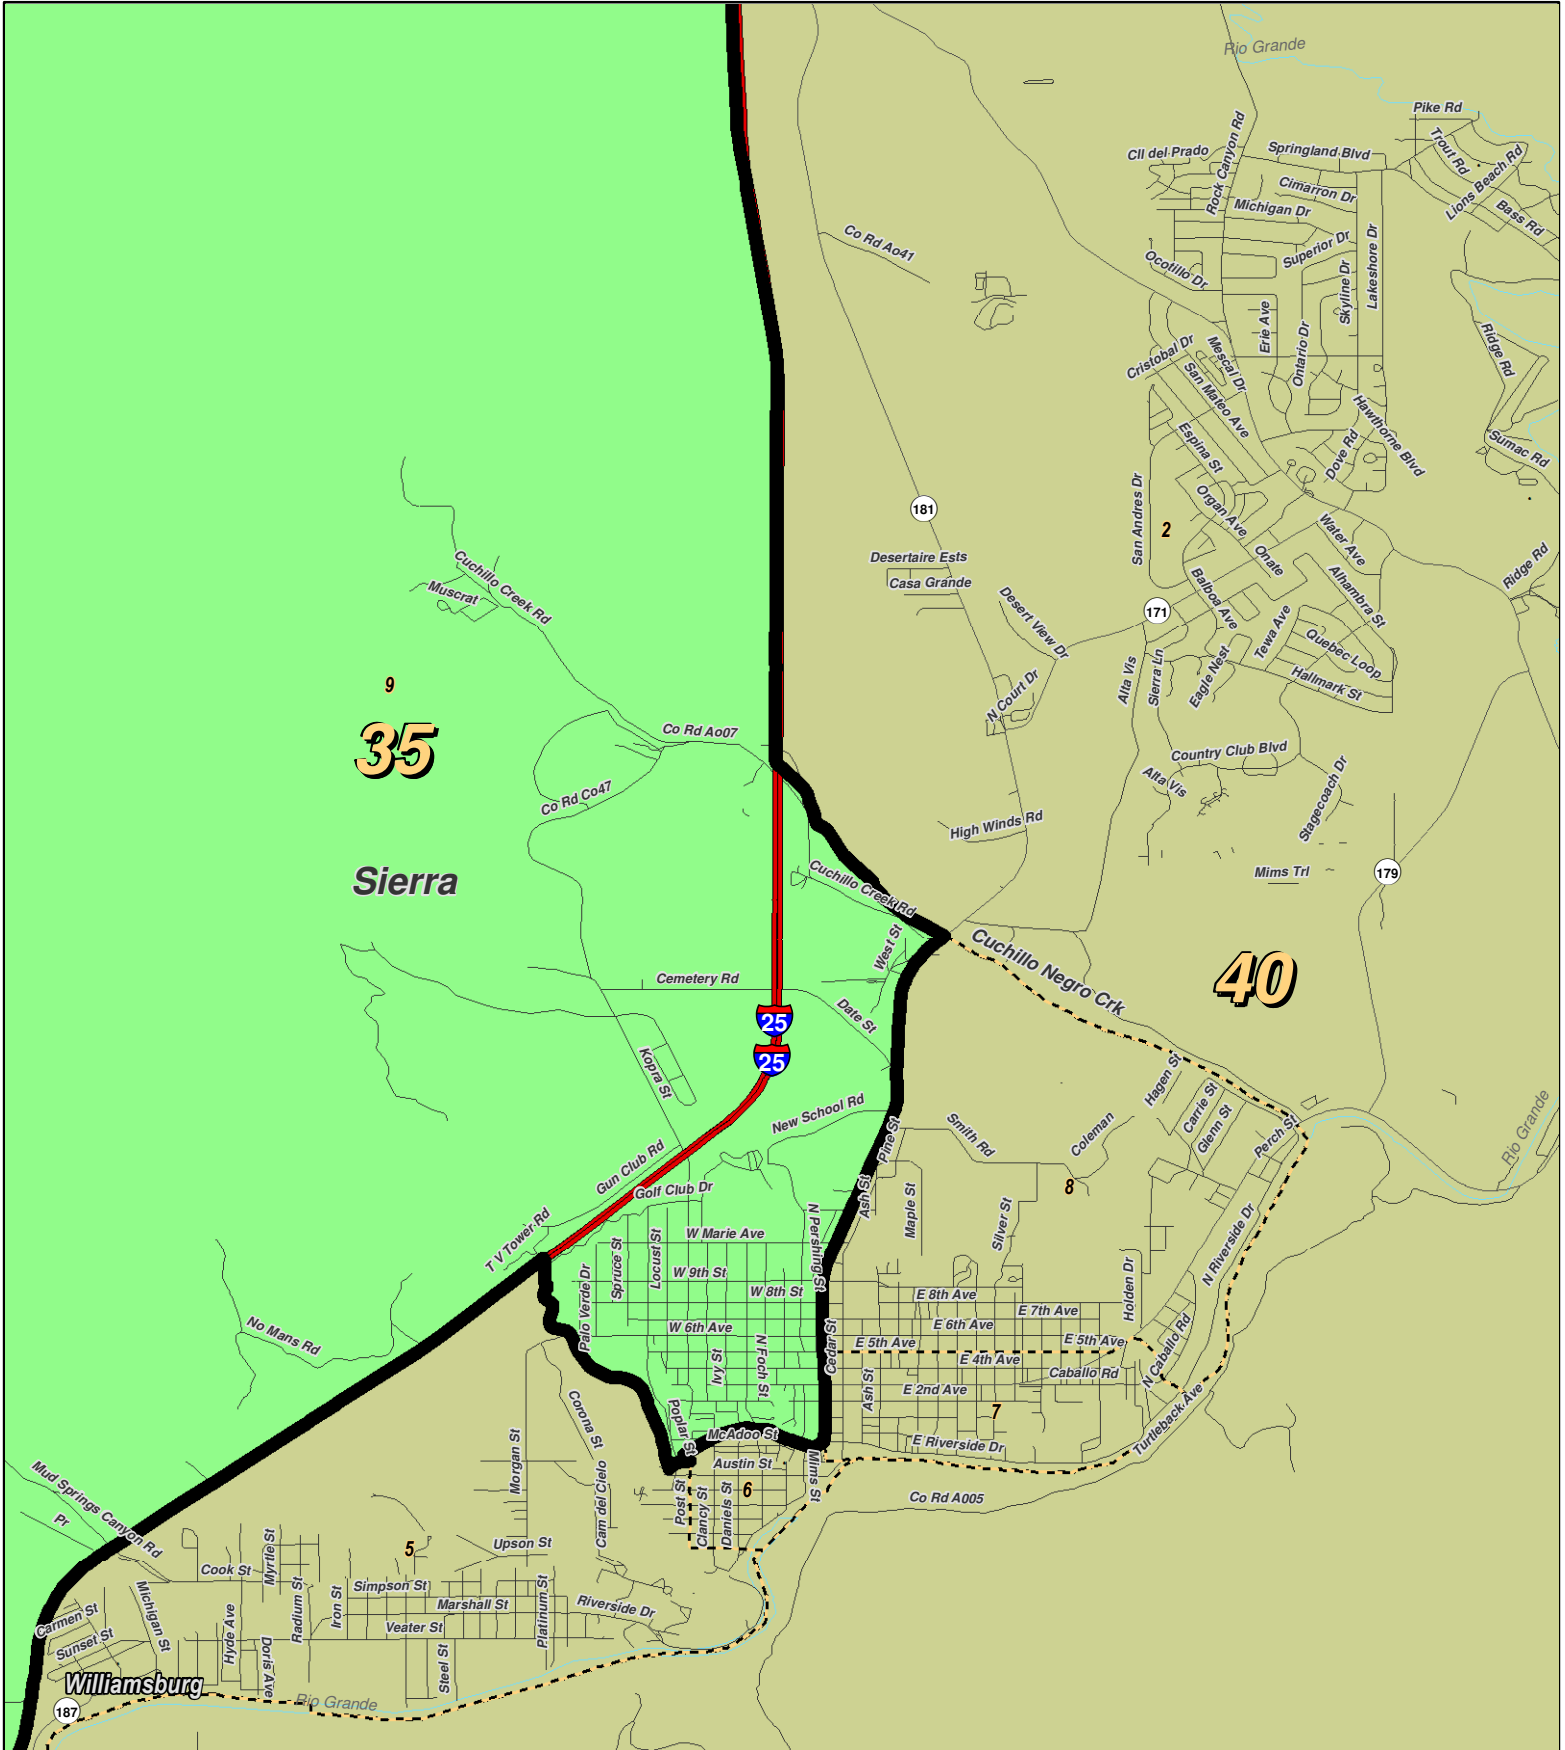 Rio Grande
Pike Rd
Trout Rd
Lions Beach Rd
Bass Rd
Cll del Prado
Rock Canyon Rd
Springland Blvd
Cimarron Dr
Michigan Dr
Superior Dr
Lakeshore Dr
Skyline Dr
Co Rd Ao41
Ocotillo Dr
Erie Ave
Ontario Dr
Ridge Rd
Cristobal Dr
Mescal Dr
San Mateo Ave
Hawthorne Blvd
Dove Rd
Sumac Rd
Espina St
San Andres Dr
Organ Ave
2
181
Water Ave
Onate
Desertaire Ests
Casa Grande
Cuchillo Creek Rd
Muscrat
Desert View Dr
171
Balboa Ave
Alhambra St
Ridge Rd
Tewa Ave
Quebec Loop
Hallmark St
Eagle Nest
Alta Vis
Sierra Ln
N Court Dr
9
35
Co Rd Ao07
Country Club Blvd
Alta Vis
Stagecoach Dr
Co Rd Co47
High Winds Rd
Sierra
Cuchillo Creek Rd
Mims Trl
179
West St
Cuchillo Negro Crk
40
Cemetery Rd
Date St
25
25
Kopra St
Hagen St
Carrie St
Glenn St
Perch St
Rio Grande
New School Rd
Pine St
Smith Rd
Coleman
8
Gun Club Rd
Golf Club Dr
Ash St
Maple St
Silver St
N Riverside Dr
T V Tower Rd
N Pershing St
W Marie Ave
Locust St
Spruce St
Palo Verde Dr
W 9th St
W 8th St
Holden Dr
E 8th Ave
E 7th Ave
E 6th Ave
W 6th Ave
No Mans Rd
E 5th Ave
E 5th Ave
Cedar St
E 4th Ave
N Caballo Rd
Caballo Rd
Ivy St
N Foch St
Ash St
E 2nd Ave
7
Corona St
Poplar St
McAdoo St
E Riverside Dr
Turtleback Ave
Morgan St
Austin St
Mims St
6
Mud Springs Canyon Rd
Pr
Cam del Cielo
Post St
Clancy St
Daniels St
Co Rd A005
5
Upson St
Myrtle St
Cook St
Simpson St
Marshall St
Veater St
Platinum St
Riverside Dr
Carmen St
Sunset St
Michigan St
Hyde Ave
Radium St
Iron St
Doris Ave
Steel St
Williamsburg
187
Rio Grande